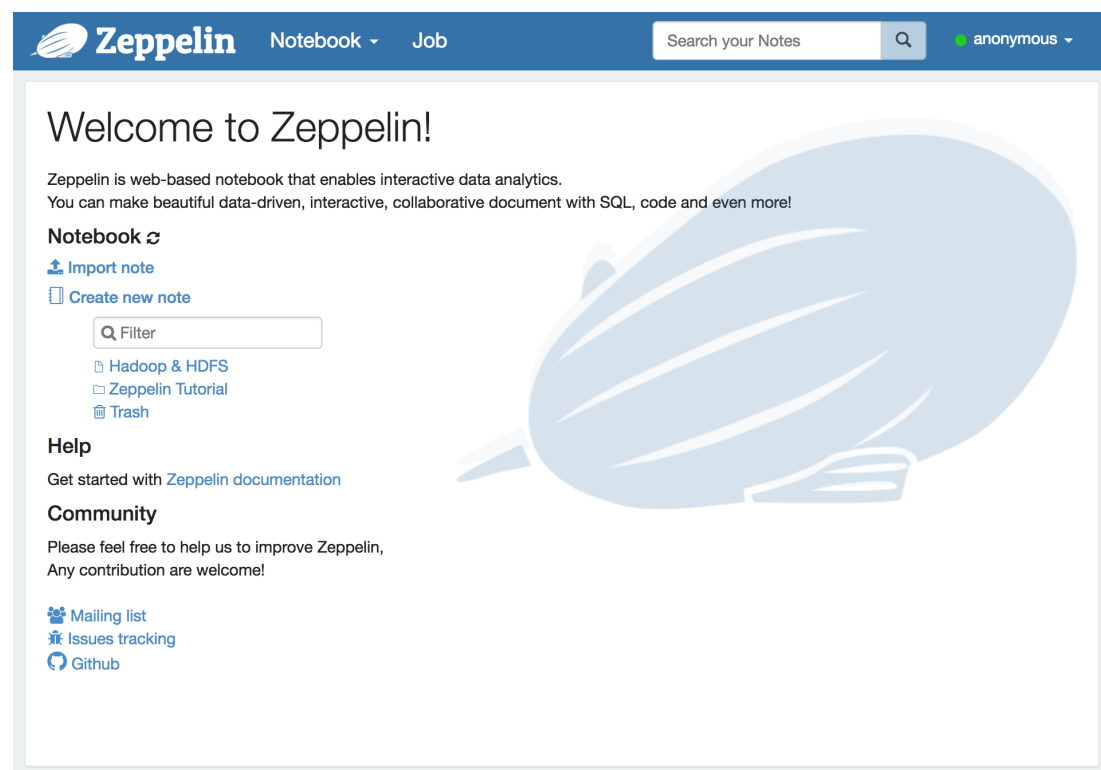 Zeppelin Notebook Job Search your Notes anonymous
Welcome to Zeppelin!
Zeppelin is web-based notebook that enables interactive data analytics.
You can make beautiful data-driven, interactive, collaborative document with SQL, code and even more!
Notebook
Import note
Create new note
Filter
Hadoop & HDFS
Zeppelin Tutorial
Trash
Help
Get started with Zeppelin documentation
Community
Please feel free to help us to improve Zeppelin,
Any contribution are welcome!
Mailing list
Issues tracking
Github